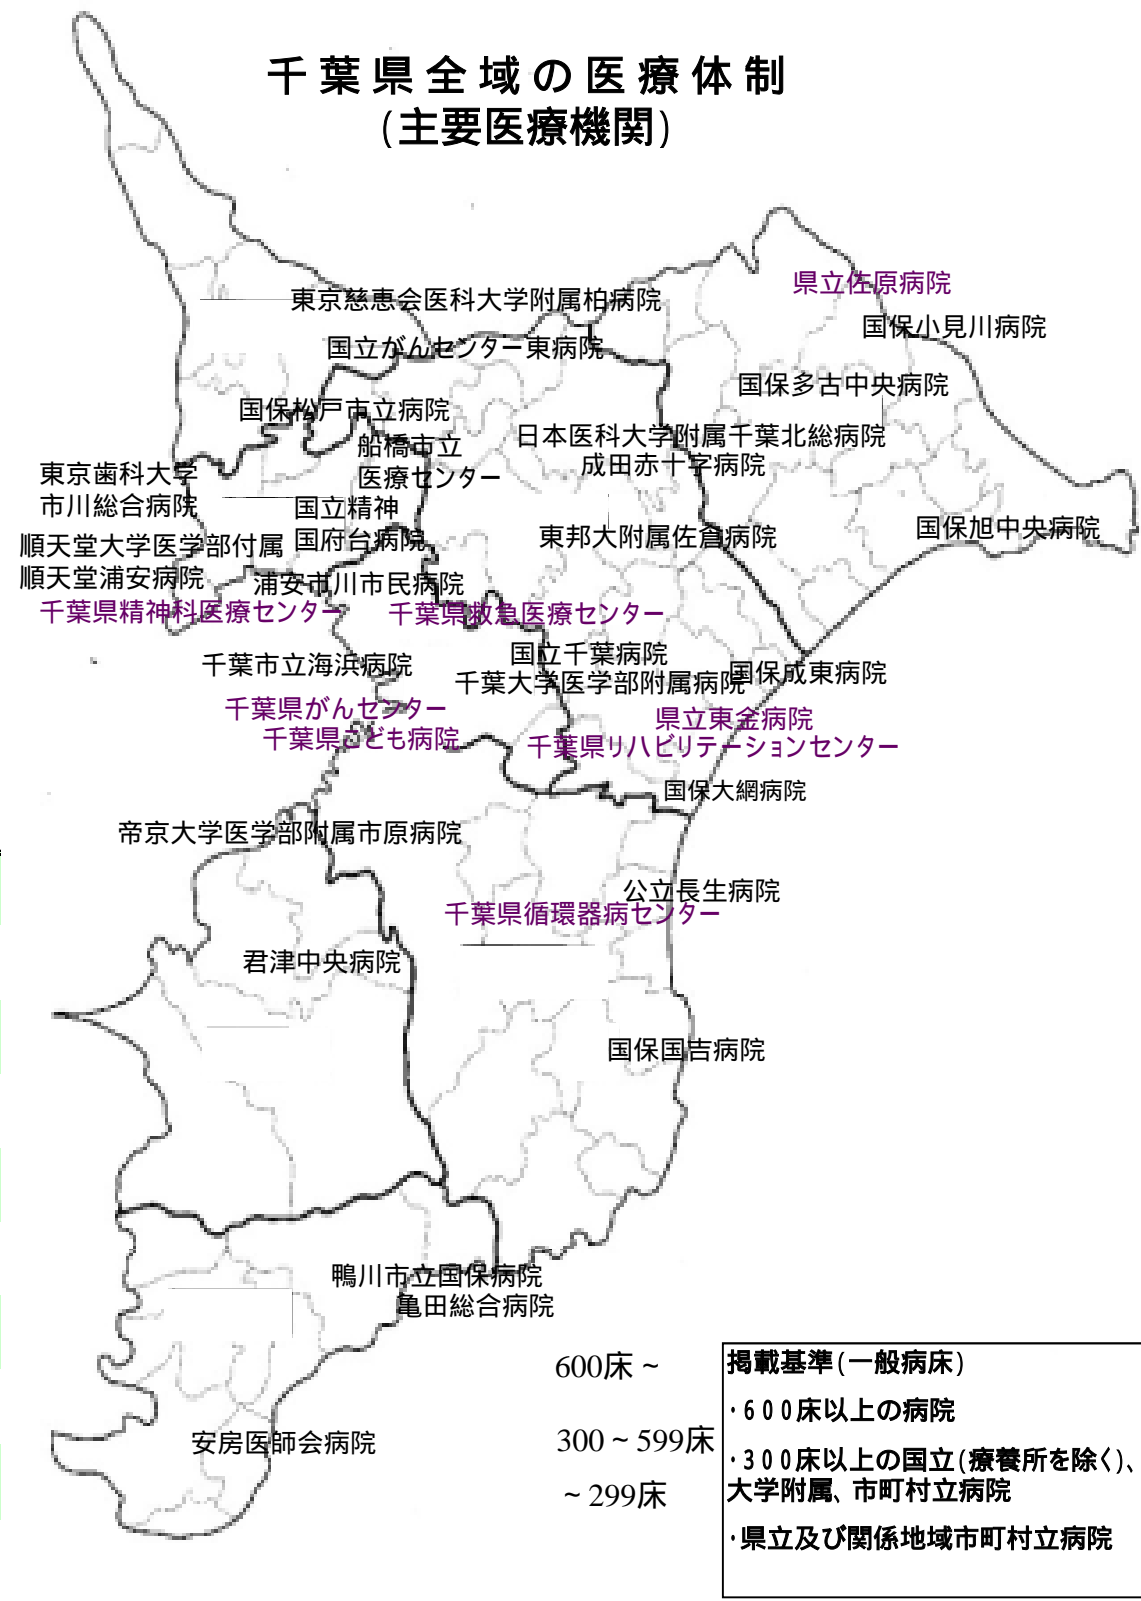 千葉県全域の医療体制
(主要医療機関)
県立佐原病院
東京慈恵会医科大学附属柏病院
国保小見川病院
国立がんセンター東病院
国保多古中央病院
国保松戸市立病院
日本医科大学附属千葉北総病院
船橋市立
医療センター
成田赤十字病院
東京歯科大学
市川総合病院
国立精神
国府台病院
国保旭中央病院
東邦大附属佐倉病院
順天堂大学医学部付属
順天堂浦安病院
浦安市川市民病院
千葉県精神科医療センター
千葉県救急医療センター
国立千葉病院
千葉市立海浜病院
国保成東病院
千葉大学医学部附属病院
千葉県がんセンター
県立東金病院
千葉県こども病院
千葉県リハビリテーションセンター
国保大網病院
帝京大学医学部附属市原病院
公立長生病院
千葉県循環器病センター
君津中央病院
国保国吉病院
鴨川市立国保病院
亀田総合病院
安房医師会病院
600床～
300～599床
～299床
掲載基準(一般病床)
・600床以上の病院
・300床以上の国立(療養所を除く)、
大学附属、市町村立病院
・県立及び関係地域市町村立病院